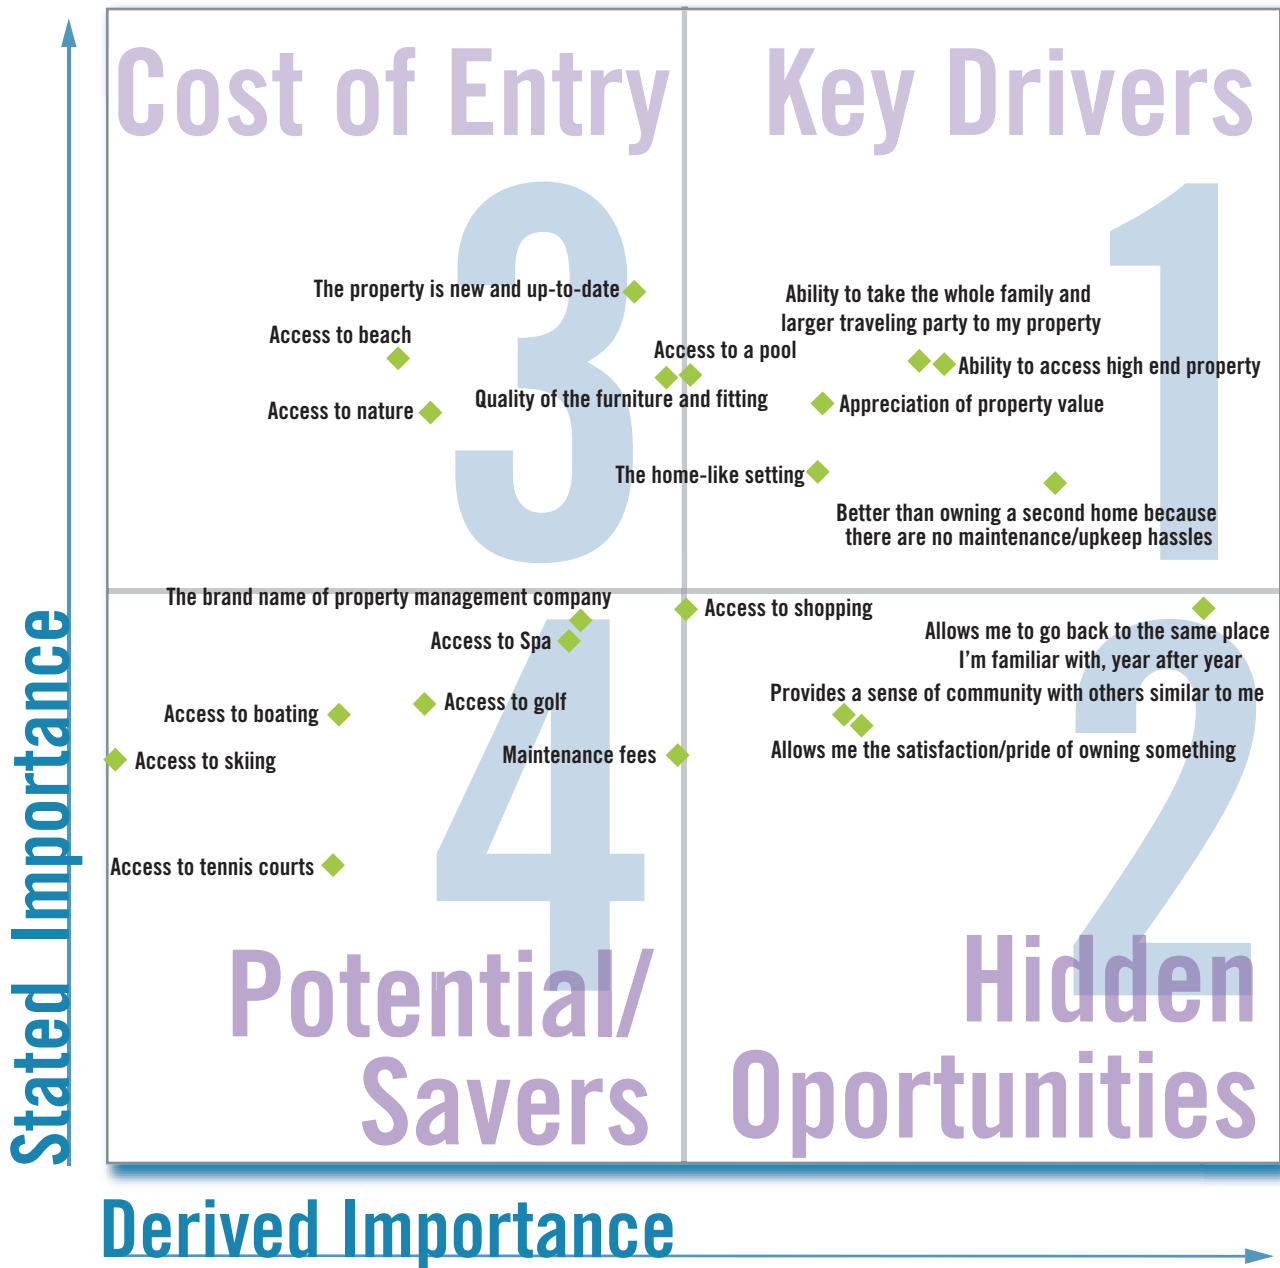 Cost of Entry
Key Drivers
3
1
The property is new and up-to-date
Ability to take the whole family and
larger traveling party to my property
Access to beach
Access to a pool
Ability to access high end property
Quality of the furniture and fitting
Appreciation of property value
Access to nature
The home-like setting
Better than owning a second home because
there are no maintenance/upkeep hassles
The brand name of property management company
Access to shopping
Access to Spa
Allows me to go back to the same place
I'm familiar with, year after year
4
2
Provides a sense of community with others similar to me
Access to golf
Access to boating
Allows me the satisfaction/pride of owning something
Maintenance fees
Access to skiing
Access to tennis courts
Potential/
Savers
Hidden
Oportunities
Stated Importance
Derived Importance